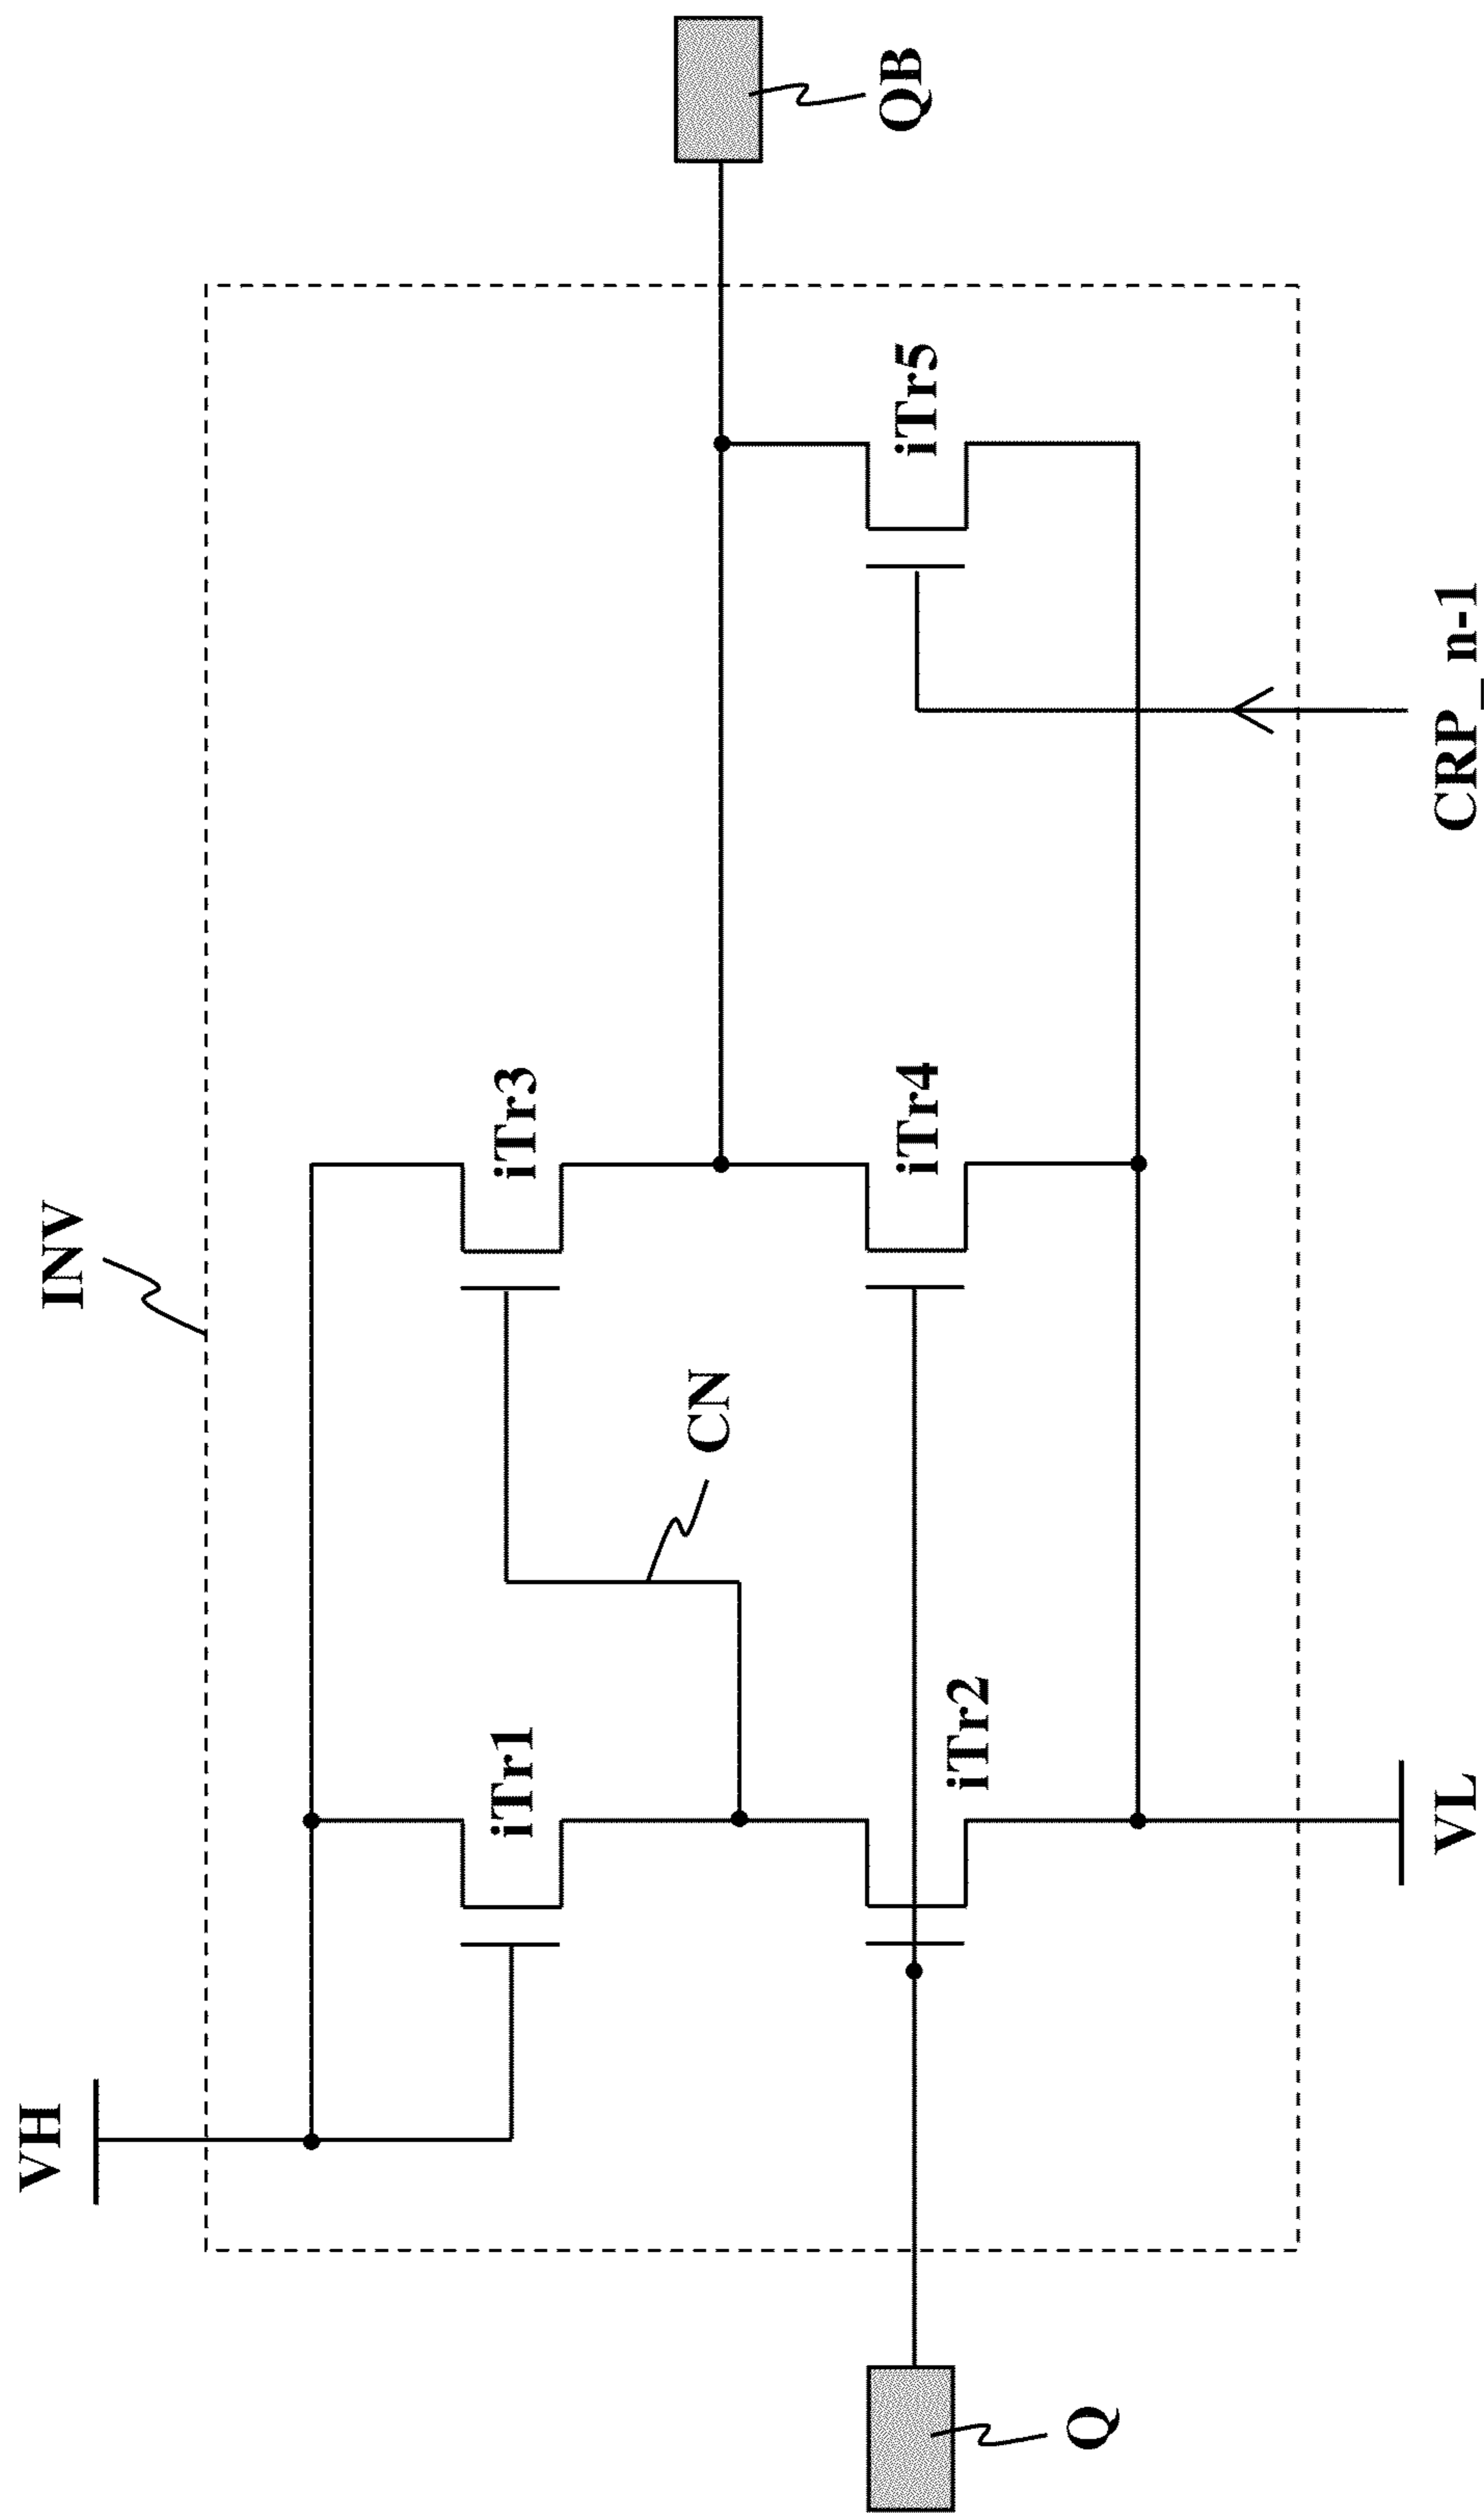 INV
VH
iTr1
iTr3
CN
QB
iTr2
iTr4
iTr5
Q
VL
CRP_n-1